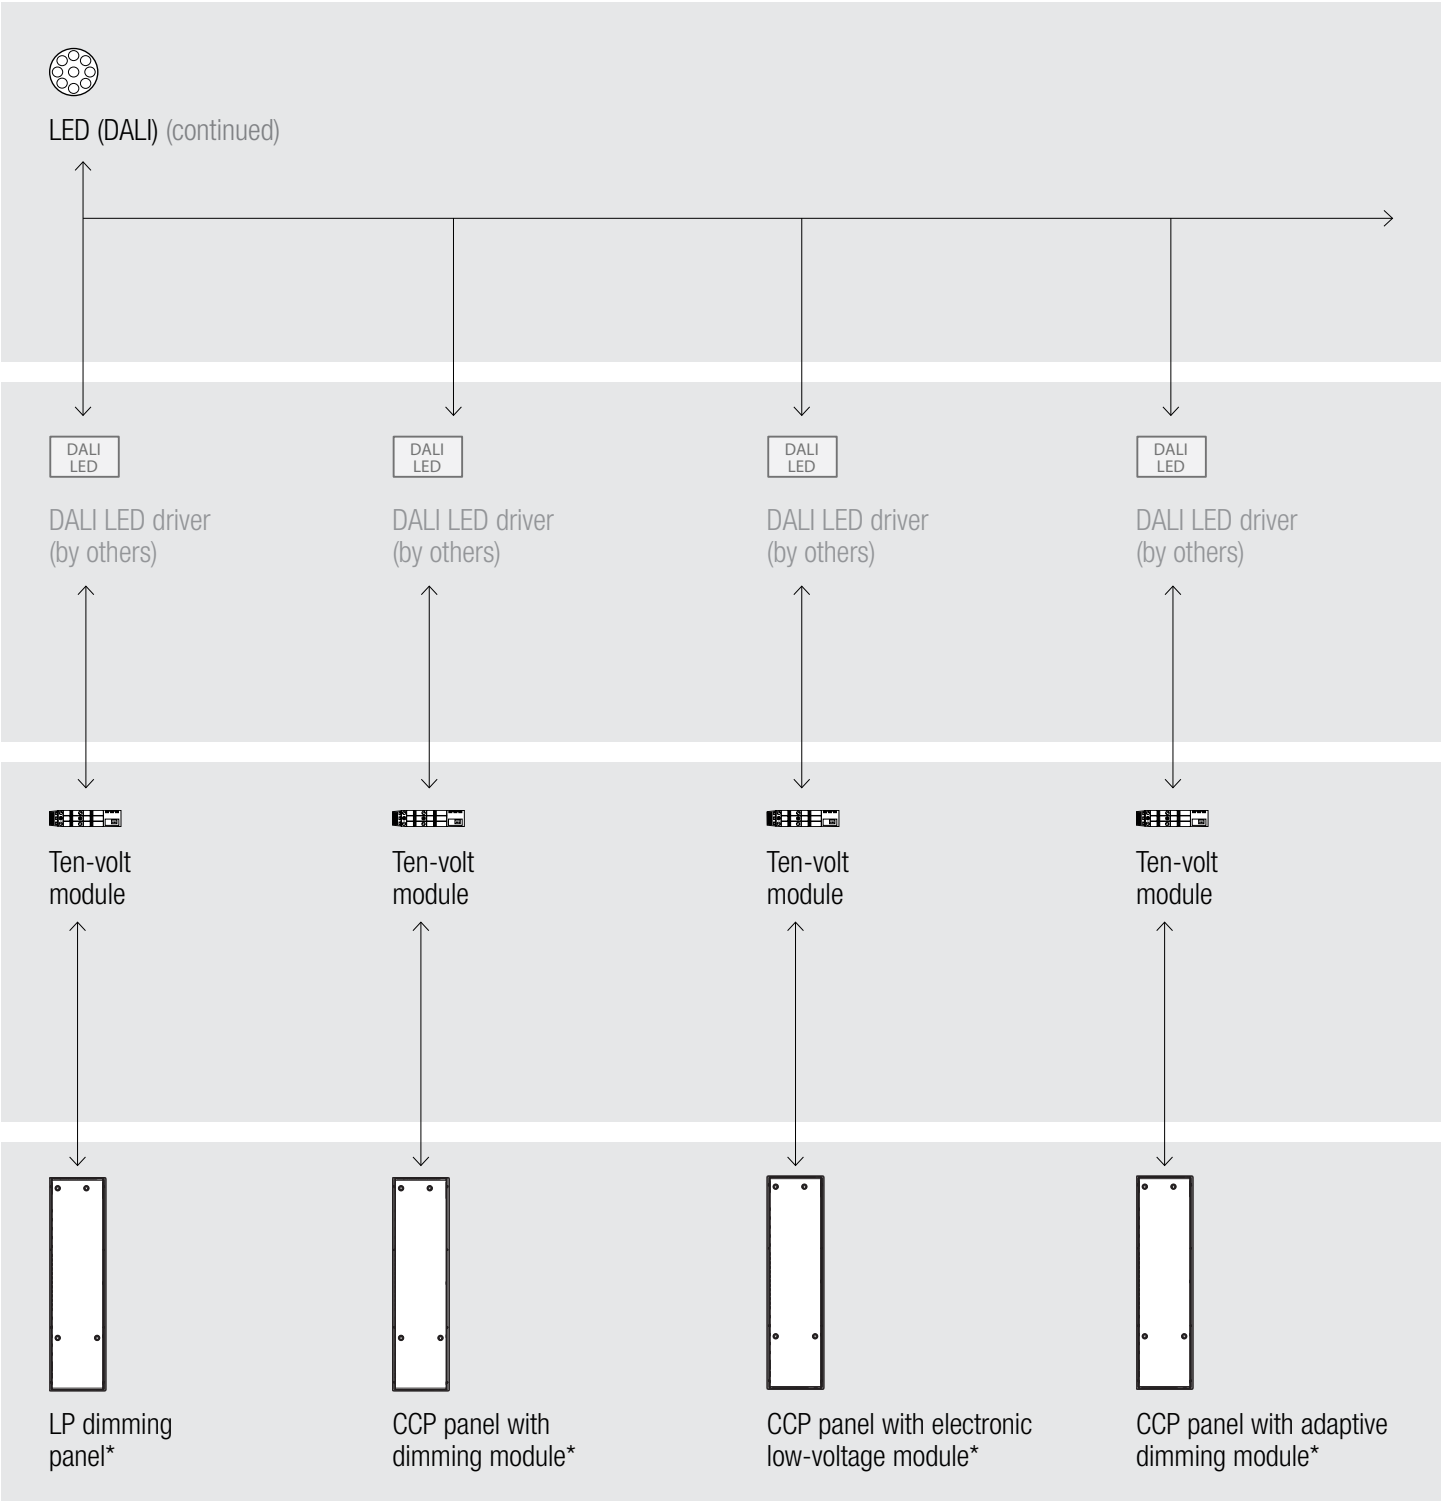 LED (DALI) (continued)
DALI
LED
DALI
LED
DALI
LED
DALI
LED
DALI LED driver
(by others)
DALI LED driver
(by others)
DALI LED driver
(by others)
DALI LED driver
(by others)
Ten-volt
module
Ten-volt
module
Ten-volt
module
Ten-volt
module
LP dimming
panel*
CCP panel with
dimming module*
CCP panel with electronic
low-voltage module*
CCP panel with adaptive
dimming module*